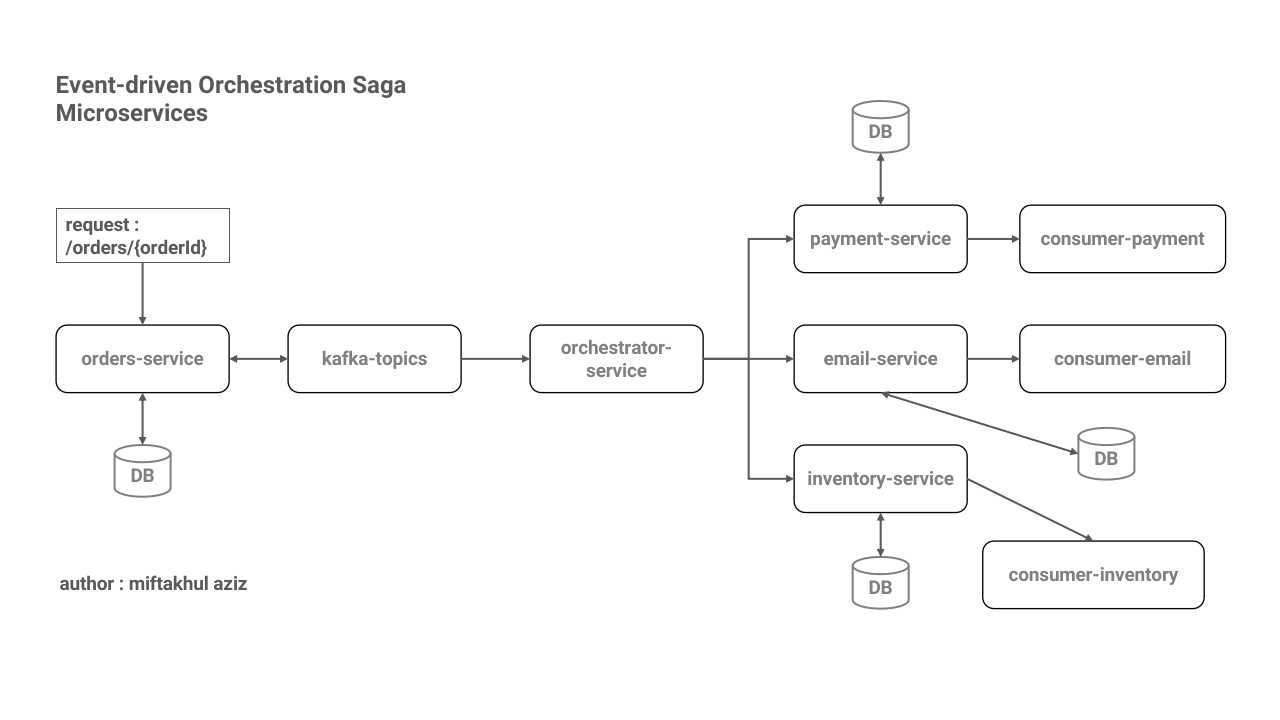 Event-driven Orchestration Saga
Microservices
DB
request :
/orders/{orderId}
payment-service
consumer-payment
orders-service
kafka-topics
orchestrator-
service
email-service
consumer-email
DB
DB
inventory-service
consumer-inventory
DB
author : miftakhul aziz